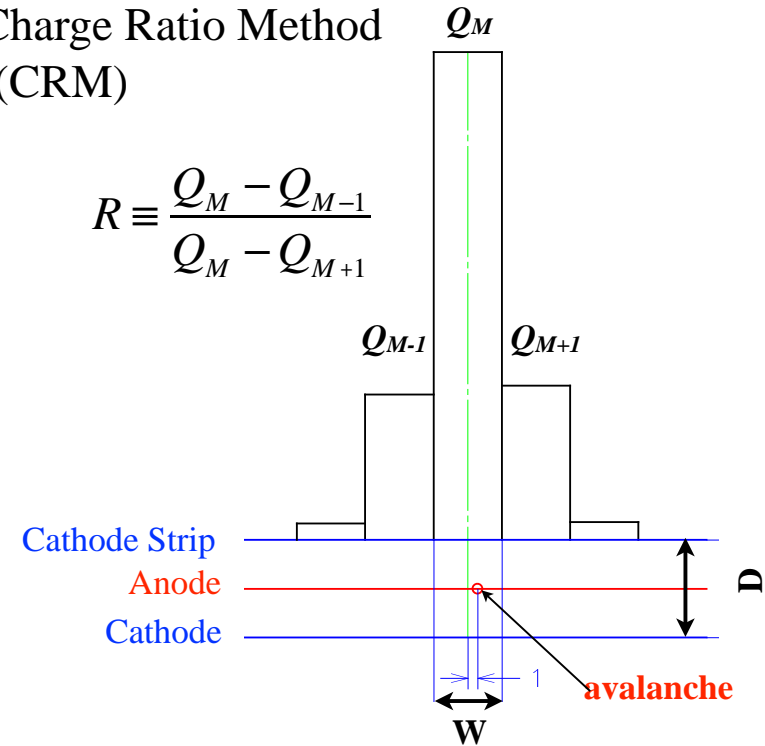 Charge Ratio Method
(CRM)
Q_M
R ≡ \frac{Q_M - Q_{M-1}}{Q_M - Q_{M+1}}
Q_{M-1}
Q_{M+1}
Cathode Strip
Anode
Cathode
D
1
avalanche
W